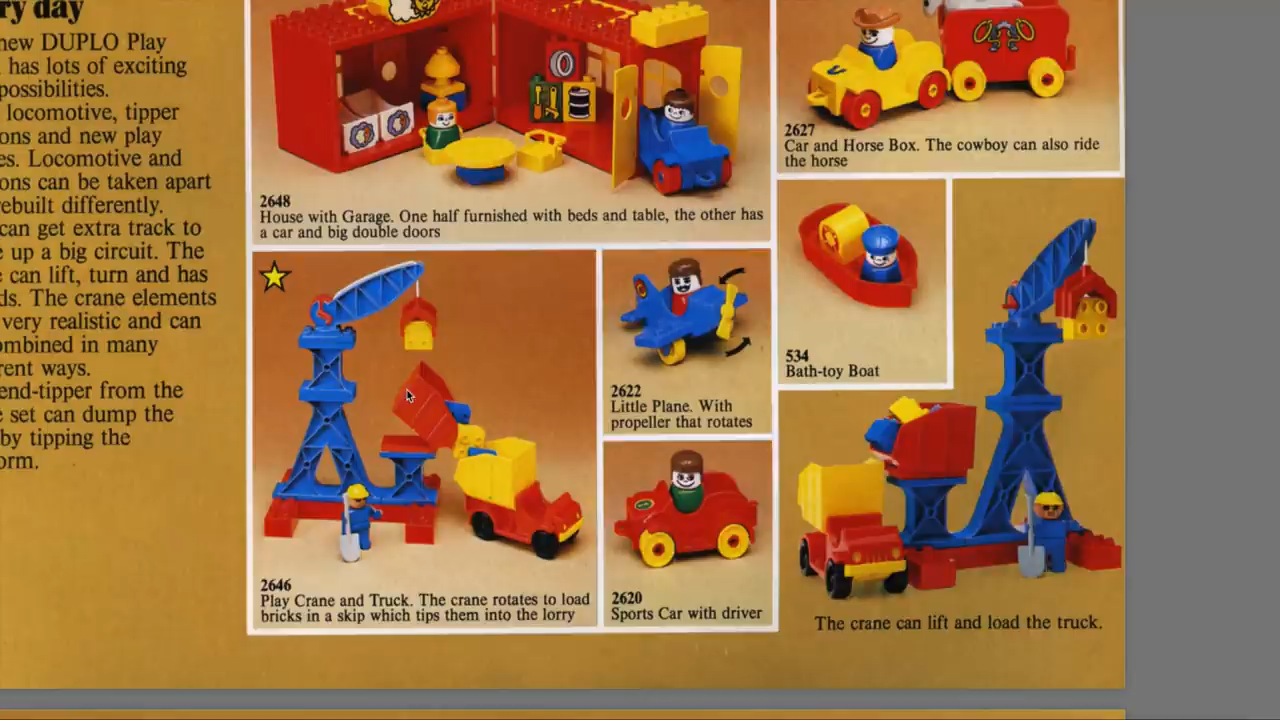 ry day
new DUPLO Play
has lots of exciting
possibilities.
locomotive, tipper
ons and new play
es. Locomotive and
ons can be taken apart
rebuilt differently.
can get extra track to
e up a big circuit. The
e can lift, turn and has
ds. The crane elements
very realistic and can
ombined in many
rent ways.
end-tipper from the
e set can dump the
by tipping the
orm.
2648
House with Garage. One half furnished with beds and table, the other has
a car and big double doors
2627
Car and Horse Box. The cowboy can also ride
the horse
534
Bath-toy Boat
2622
Little Plane. With
propeller that rotates
2646
Play Crane and Truck. The crane rotates to load
bricks in a skip which tips them into the lorry
2620
Sports Car with driver
The crane can lift and load the truck.